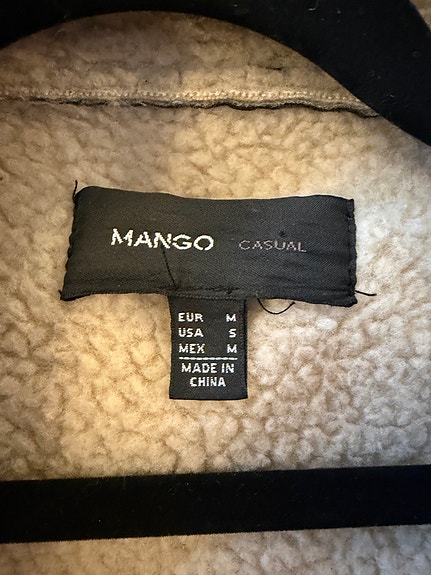 MANGO CASUAL
EUR M
USA S
MEX M
MADE IN
CHINA